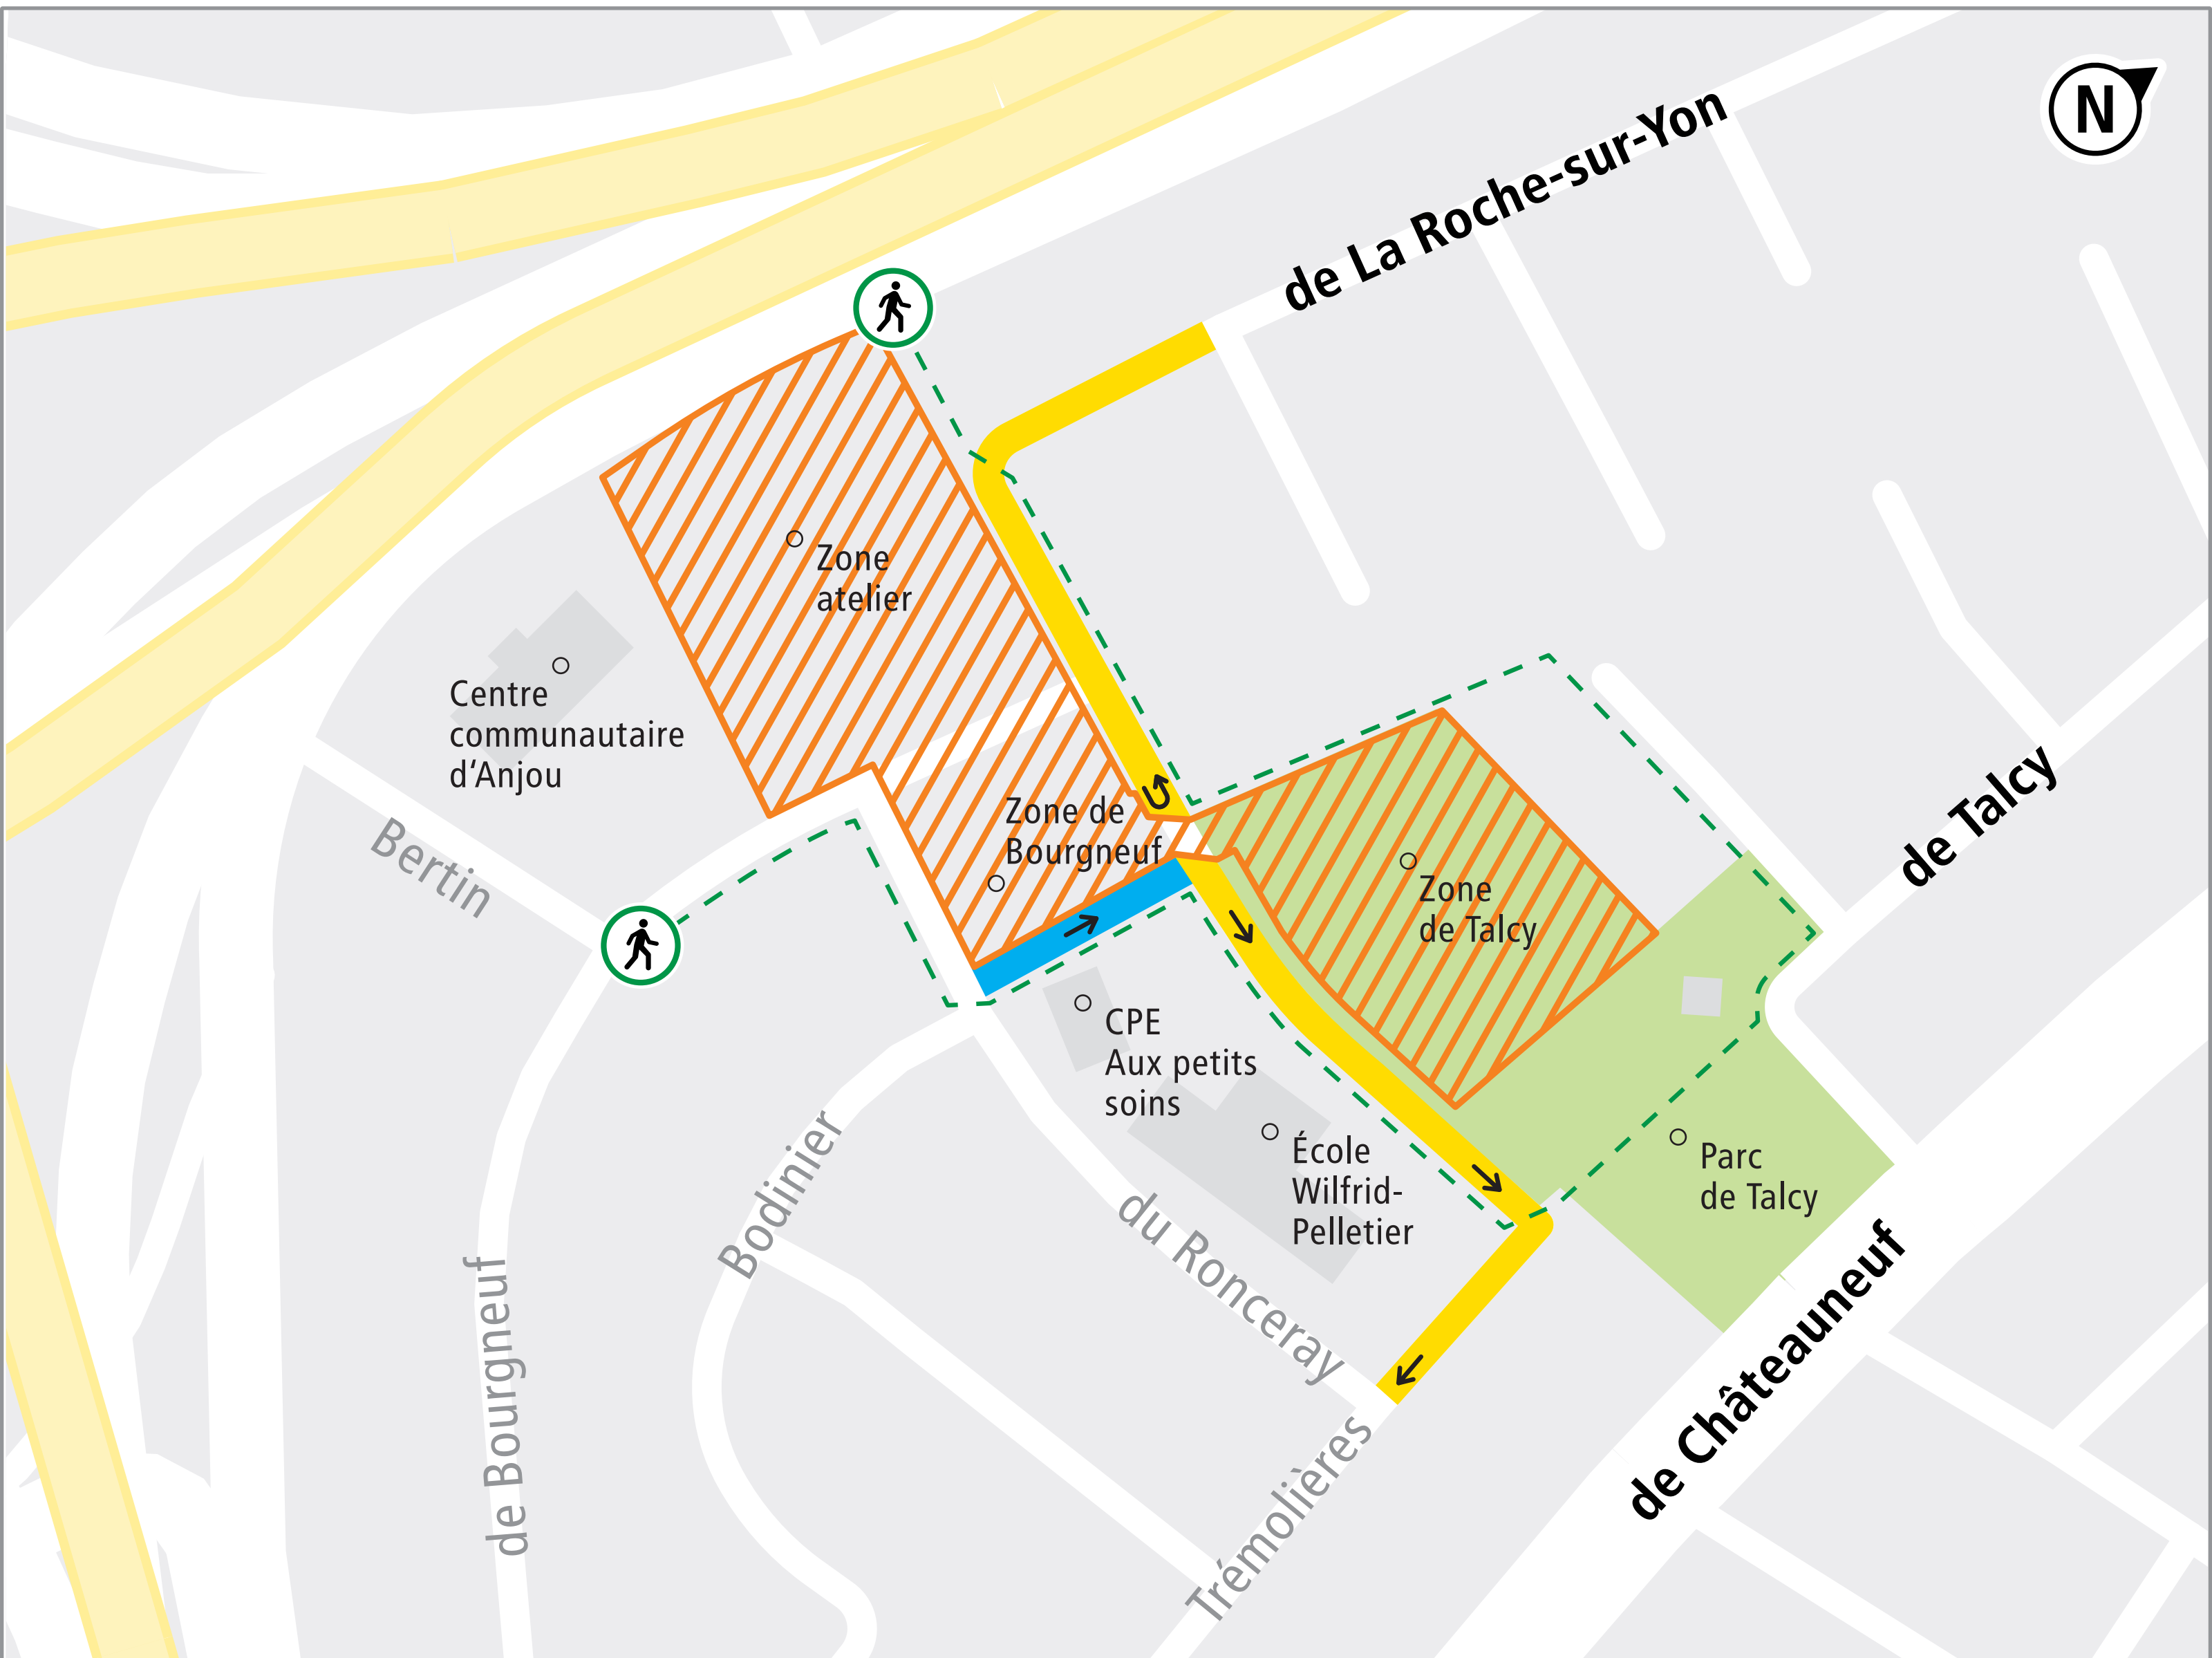 N
de La Roche-sur-Yon
Zone
atelier
Centre
communautaire
d‘Anjou
Zone de
Bourgneuf
Bertin
de Talcy
Zone
de Talcy
CPE
Aux petits
soins
École
Wilfrid-
Pelletier
Parc
de Talcy
Bodinier
du Ronceray
de Bourgneuf
de Châteauneuf
Trémolières